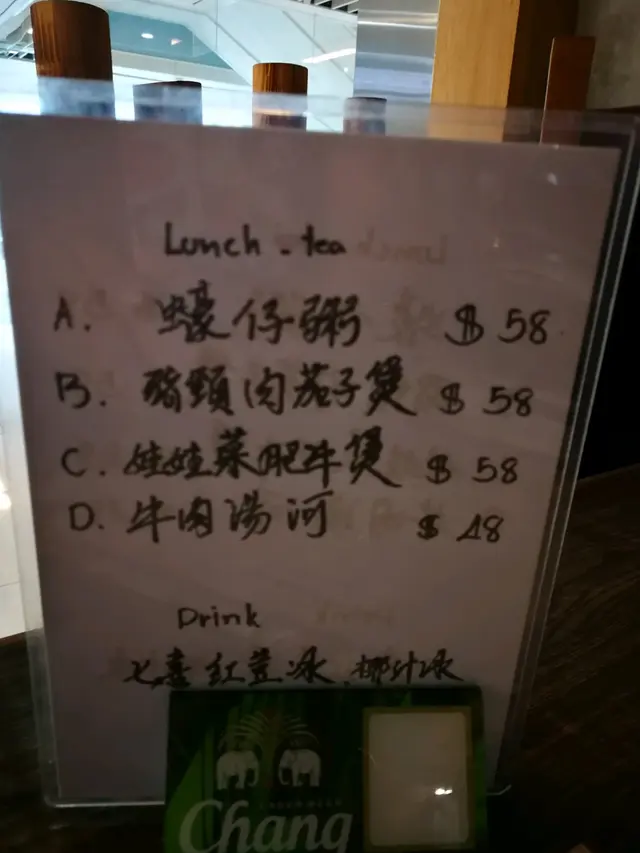 Lunch . tea
A. 蠔仔粥 $ 58
B. 豬頸肉茄子煲 $ 58
C. 娃娃菜肥牛煲 $ 58
D. 牛肉湯河 $ 48
Drink
七喜 紅荳冰 . 椰汁冰
Chang